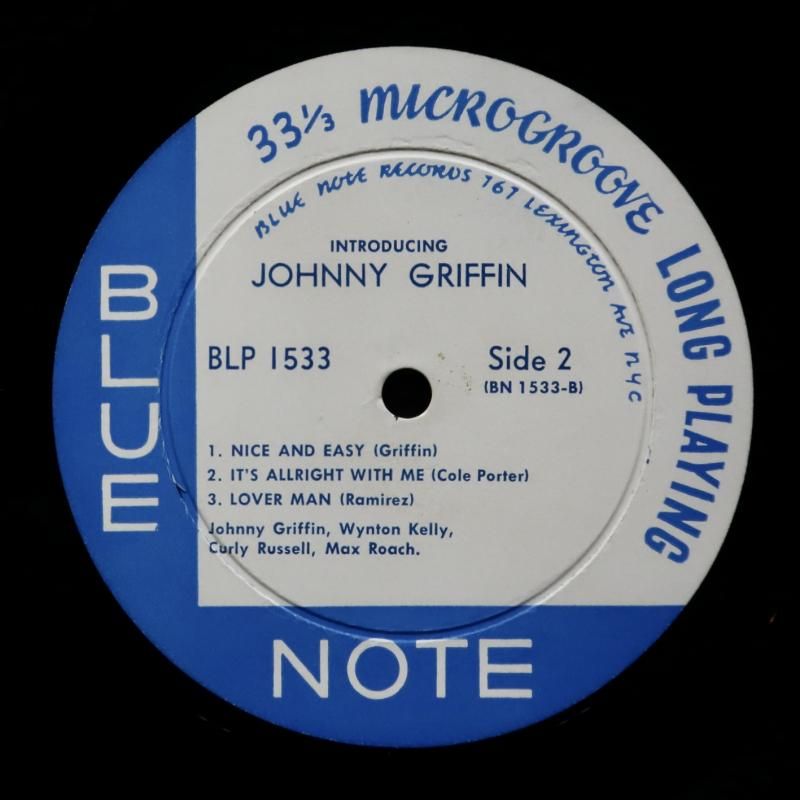 33⅓ MICROGROOVE LONG PLAYING
BLUE NOTE RECORDS 767 LEXINGTON AVE NYC
INTRODUCING
JOHNNY GRIFFIN
BLP 1533
Side 2
(BN 1533-B)
1. NICE AND EASY (Griffin)
2. IT'S ALLRIGHT WITH ME (Cole Porter)
3. LOVER MAN (Ramirez)
Johnny Griffin, Wynton Kelly,
Curly Russell, Max Roach.
BLUE
NOTE